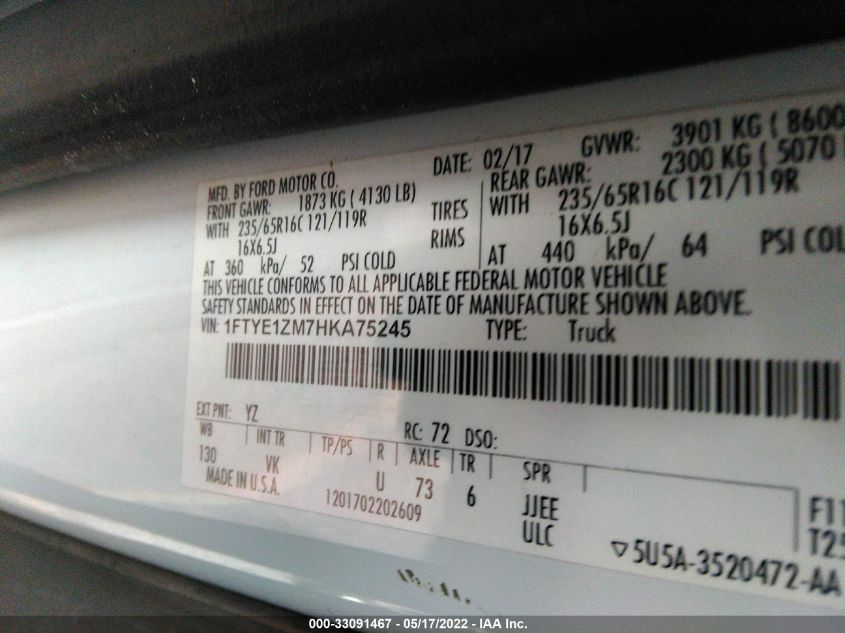 MFD. BY FORD MOTOR CO.
DATE: 02/17
GVWR: 3901 KG ( 8600
FRONT GAWR: 1873 KG ( 4130 LB)
REAR GAWR: 2300 KG ( 5070
WITH 235/65R16C 121/119R TIRES WITH 235/65R16C 121/119R
16X6.5J RIMS 16X6.5J
AT 360 kPa/ 52 PSI COLD AT 440 kPa/ 64 PSI COL
THIS VEHICLE CONFORMS TO ALL APPLICABLE FEDERAL MOTOR VEHICLE
SAFETY STANDARDS IN EFFECT ON THE DATE OF MANUFACTURE SHOWN ABOVE.
VIN: 1FTYE1ZM7HKA75245 TYPE: Truck
EXT PNT: YZ RC: 72 DSO:
WB INT TR TP/PS R AXLE TR SPR
130 VK U 73 6 JJEE F11
MADE IN U.S.A. 1201702202609 ULC T25
5U5A-3520472-AA
000-33091467 - 05/17/2022 - IAA Inc.